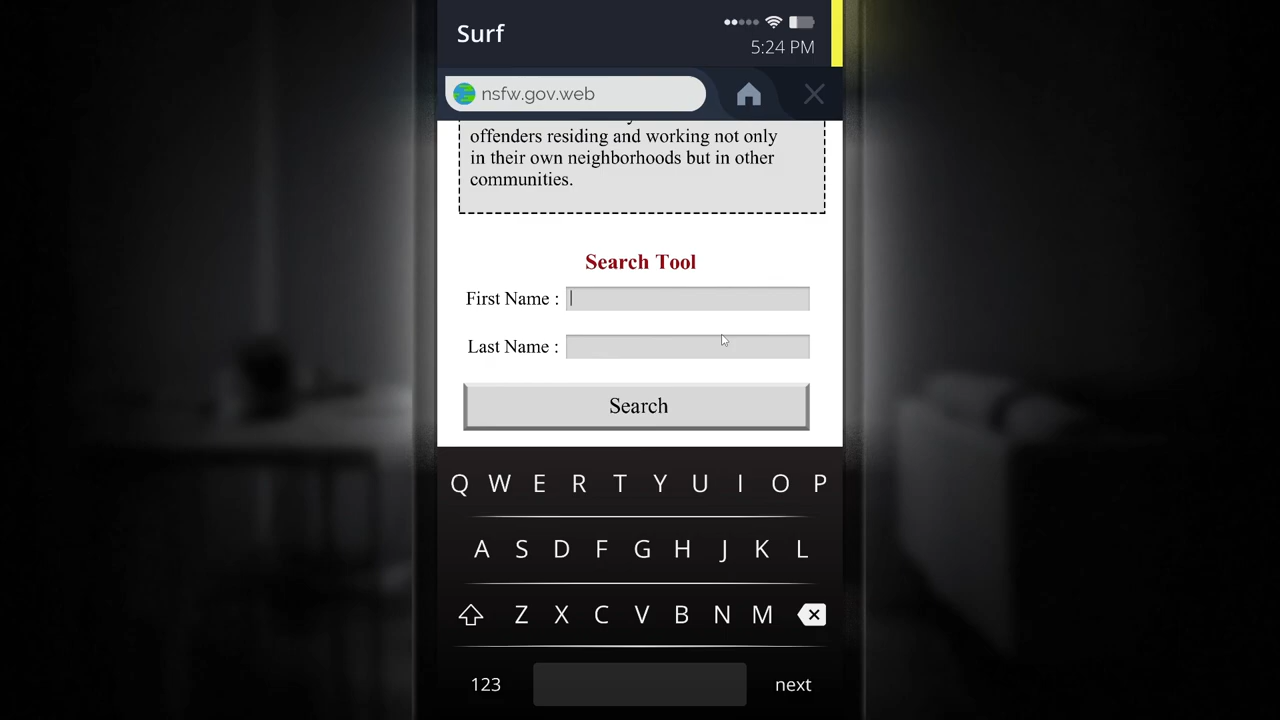 Surf
5:24 PM
nsfw.gov.web
offenders residing and working not only
in their own neighborhoods but in other
communities.
Search Tool
First Name :
Last Name :
Search
Q W E R T Y U I O P
A S D F G H J K L
Z X C V B N M
123 next